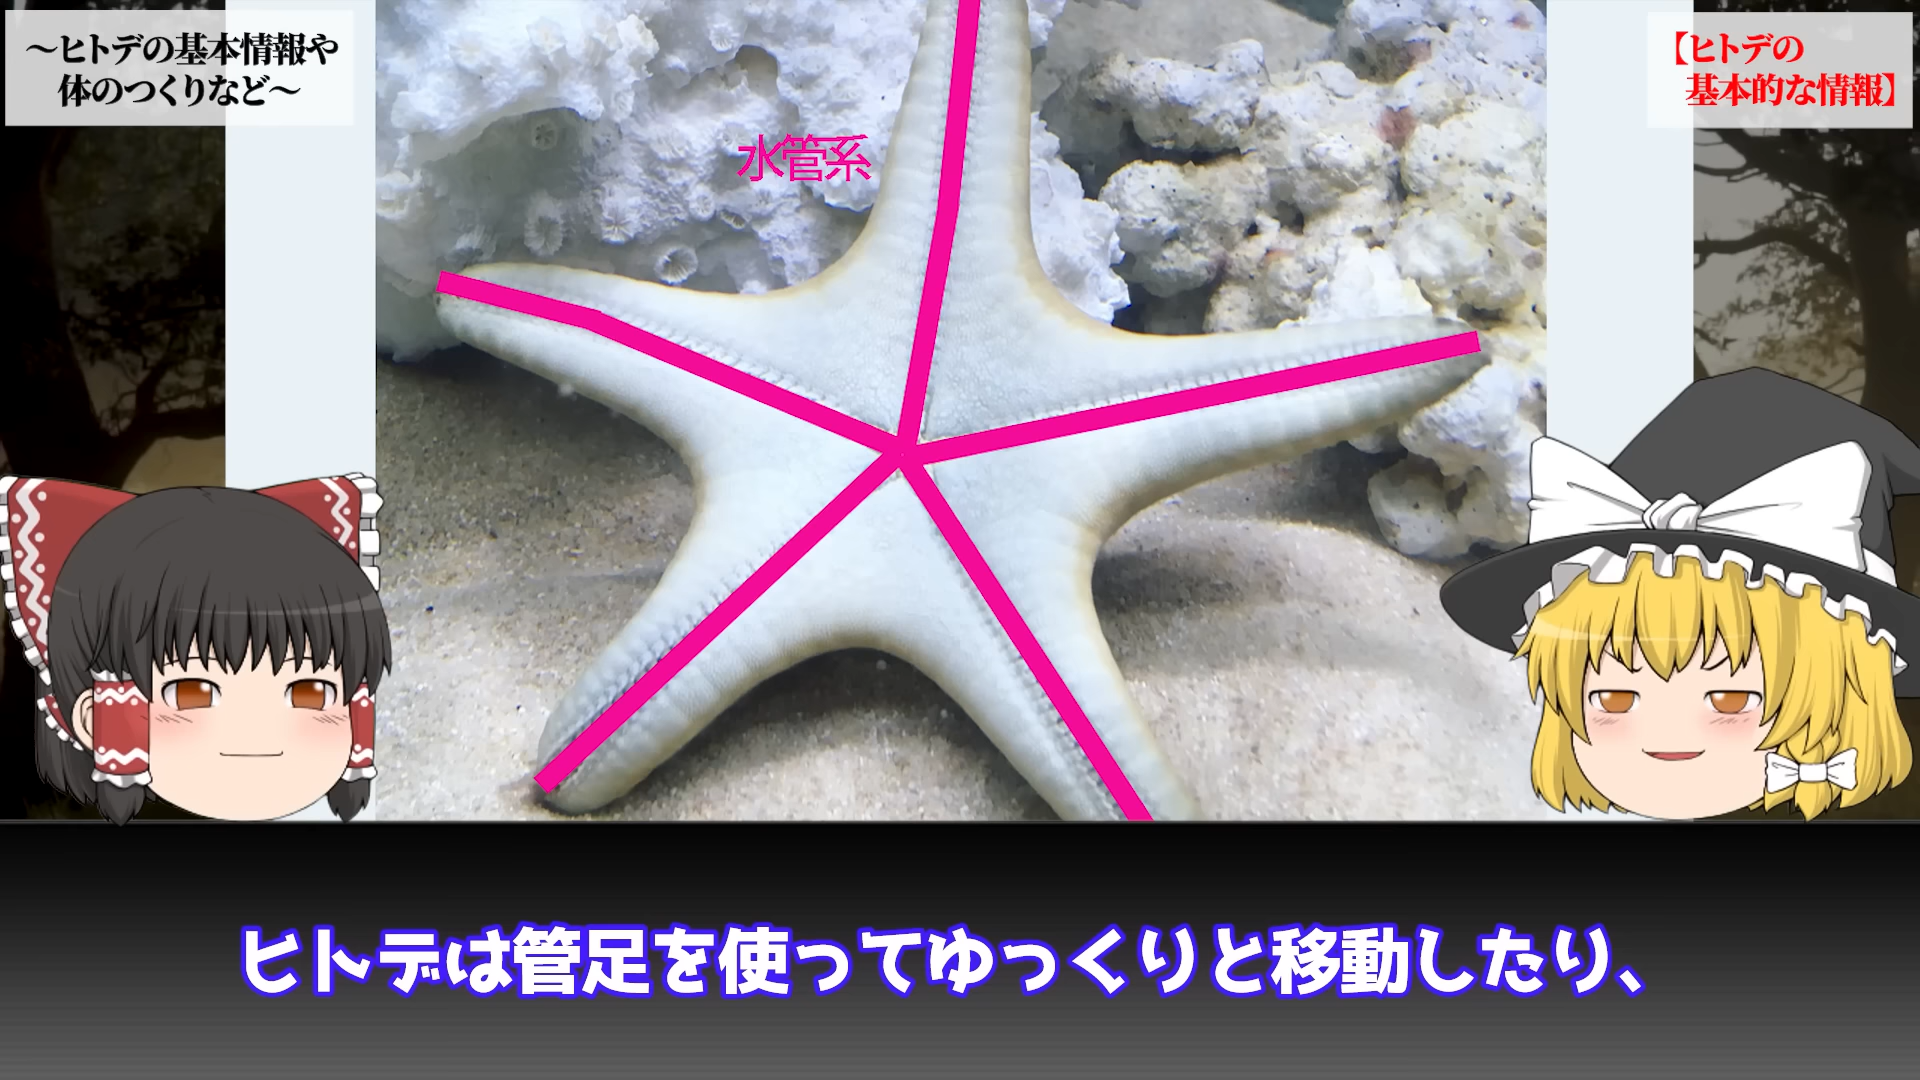 ～ヒトデの基本情報や
体のつくりなど～
【ヒトデの
基本的な情報】
水管系
ヒトデは管足を使ってゆっくりと移動したり、